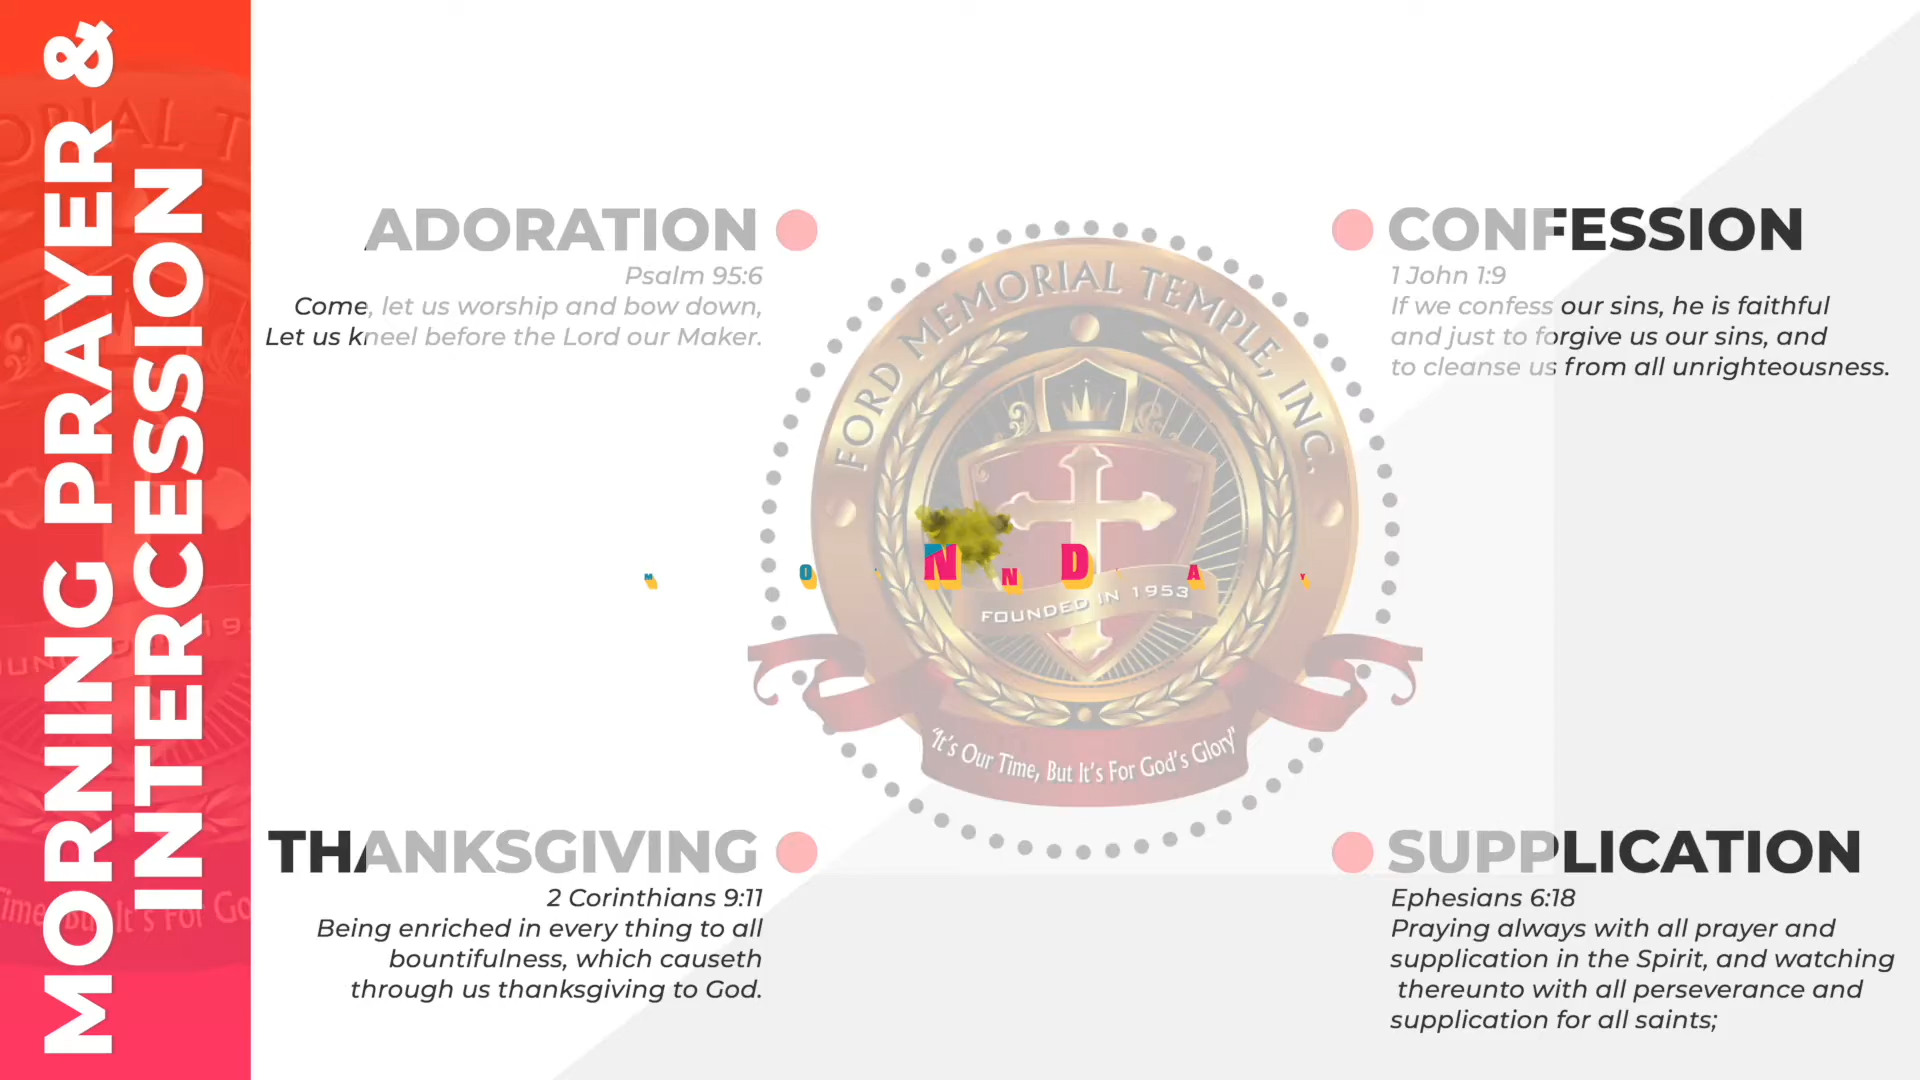 MORNING PRAYER &
INTERCESSION
ADORATION
Psalm 95:6
Come, let us worship and bow down,
Let us kneel before the Lord our Maker.
CONFESSION
1 John 1:9
If we confess our sins, he is faithful
and just to forgive us our sins, and
to cleanse us from all unrighteousness.
FORD MEMORIAL TEMPLE, INC.
M O N N D A Y
FOUNDED IN 1953
"It's Our Time, But It's For God's Glory"
THANKSGIVING
2 Corinthians 9:11
Being enriched in every thing to all
bountifulness, which causeth
through us thanksgiving to God.
SUPPLICATION
Ephesians 6:18
Praying always with all prayer and
supplication in the Spirit, and watching
thereunto with all perseverance and
supplication for all saints;